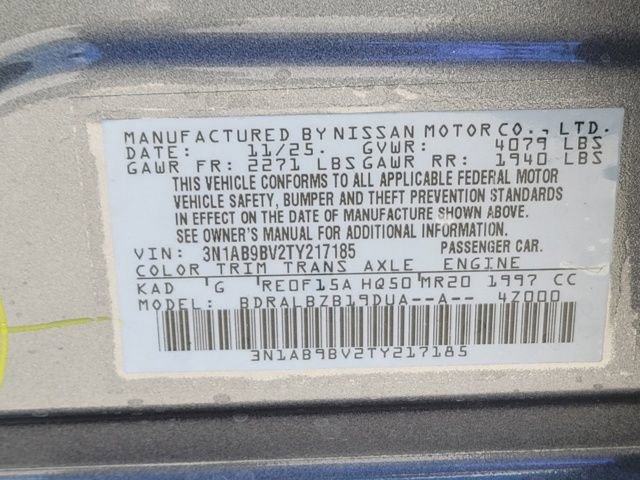 MANUFACTURED BY NISSAN MOTOR CO., LTD.
DATE: 11/25. GVWR: 4079 LBS
GAWR FR: 2271 LBS GAWR RR: 1940 LBS
THIS VEHICLE CONFORMS TO ALL APPLICABLE FEDERAL MOTOR
VEHICLE SAFETY, BUMPER AND THEFT PREVENTION STANDARDS
IN EFFECT ON THE DATE OF MANUFACTURE SHOWN ABOVE.
SEE OWNER'S MANUAL FOR ADDITIONAL INFORMATION.
VIN: 3N1AB9BV2TY217185 PASSENGER CAR.
COLOR TRIM TRANS AXLE ENGINE
KAD G RE0F15A HQ50 MR20 1997 CC
MODEL: BDRALBZB19DUA--A-- 4Z000
3N1AB9BV2TY217185